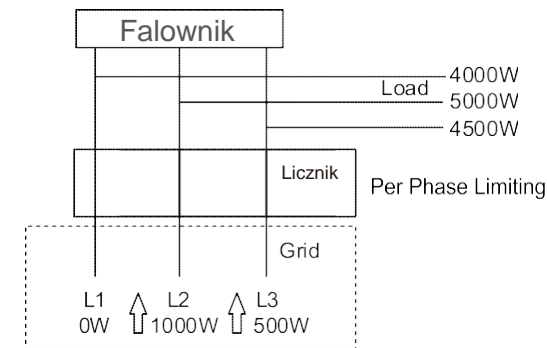 Falownik
4000W
Load
5000W
4500W
Licznik
Per Phase Limiting
Grid
L1 L2 L3
0W 1000W 500W